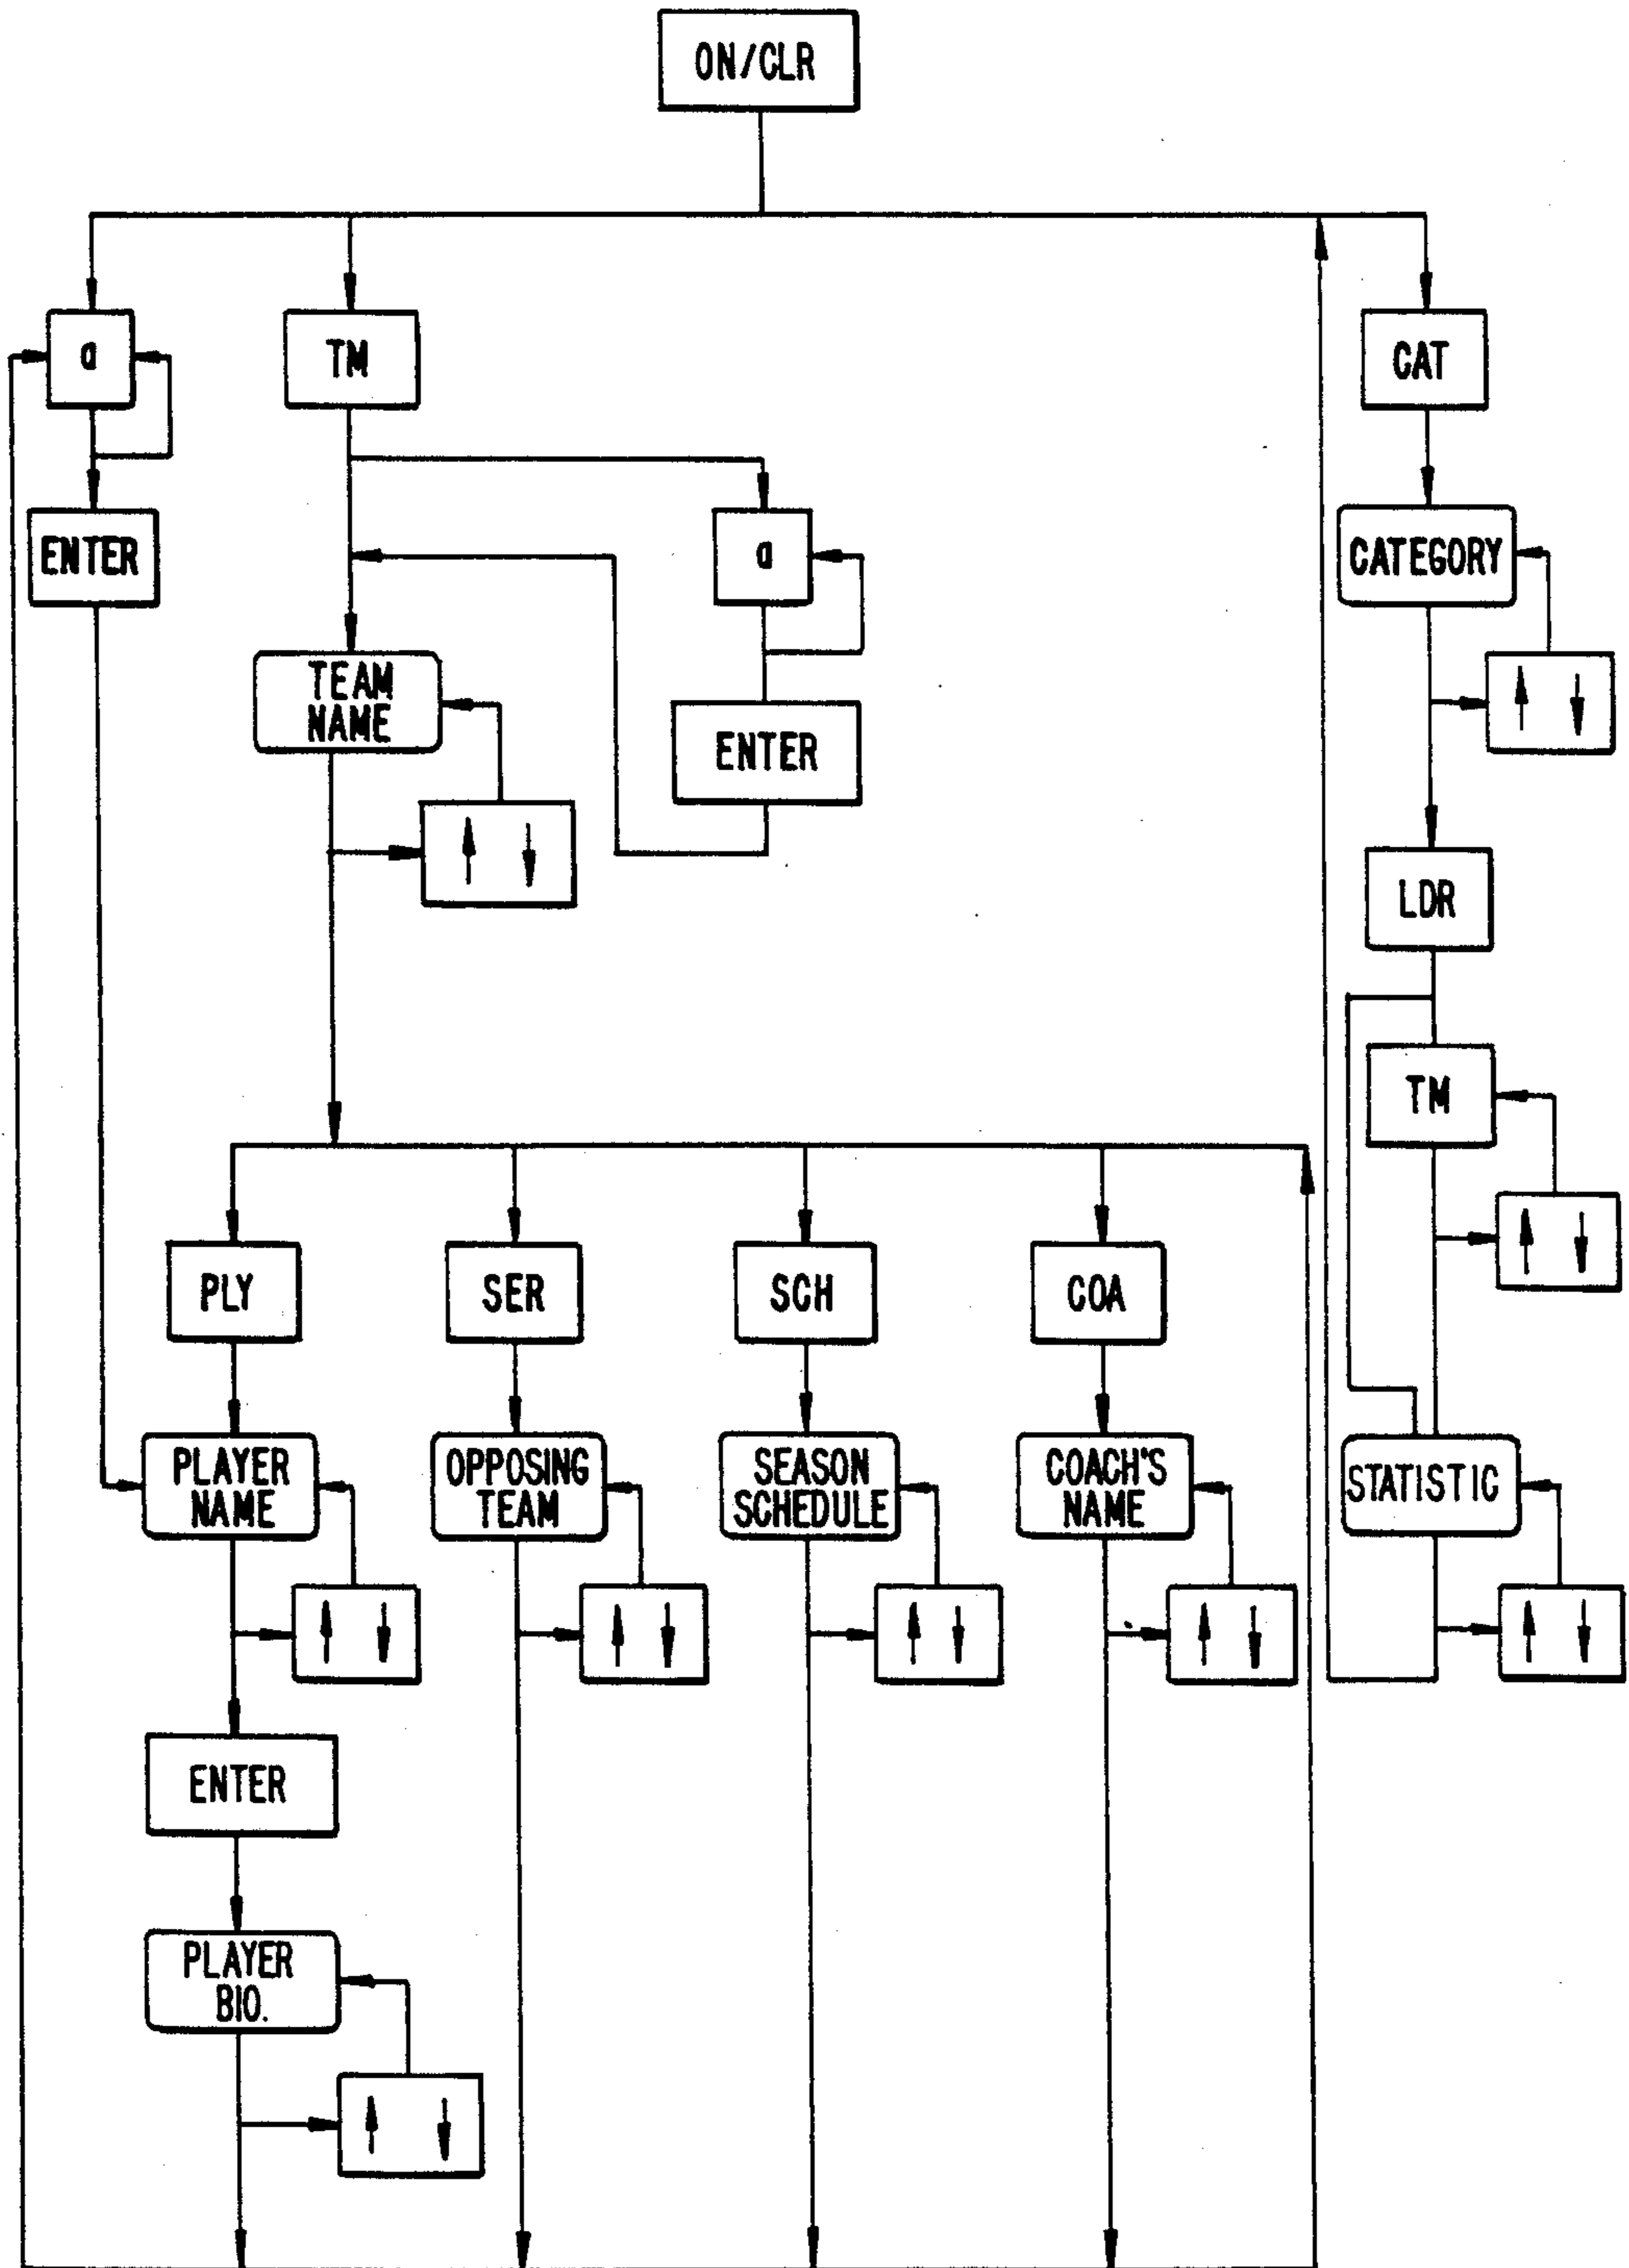 ON/CLR
α
TM
CAT
ENTER
α
CATEGORY
TEAM
NAME
ENTER
LDR
TM
PLY
SER
SCH
COA
PLAYER
NAME
OPPOSING
TEAM
SEASON
SCHEDULE
COACH'S
NAME
STATISTIC
ENTER
PLAYER
BIO.